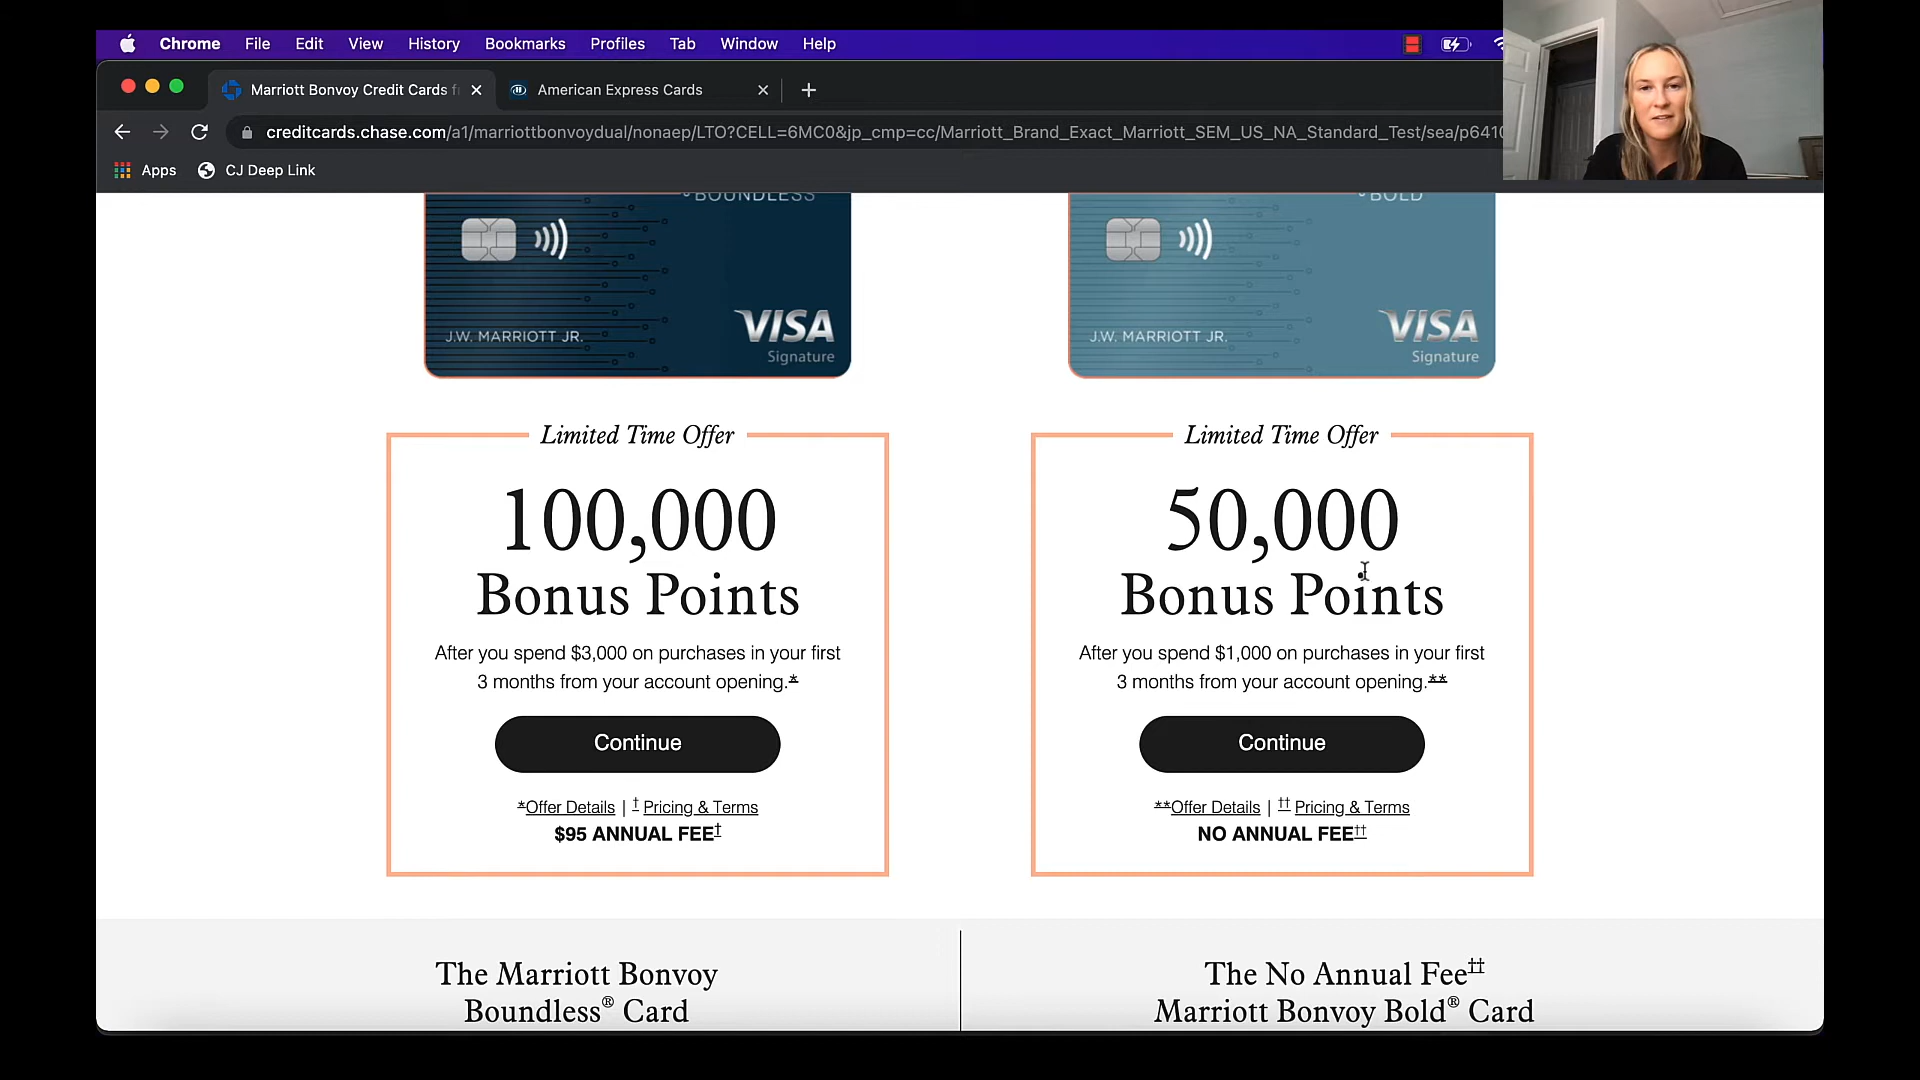 Chrome File Edit View History Bookmarks Profiles Tab Window Help
Marriott Bonvoy Credit Cards f
American Express Cards
creditcards.chase.com/a1/marriottbonvoydual/nonaep/LTO?CELL=6MC0&jp_cmp=cc/Marriott_Brand_Exact_Marriott_SEM_US_NA_Standard_Test/sea/p6410
Apps CJ Deep Link
BOUNDLESS
J.W. MARRIOTT JR.
VISA
Signature
BOLD
J.W. MARRIOTT JR.
VISA
Signature
Limited Time Offer
100,000
Bonus Points
After you spend $3,000 on purchases in your first
3 months from your account opening.*
Continue
*Offer Details | † Pricing & Terms
$95 ANNUAL FEE†
Limited Time Offer
50,000
Bonus Points
After you spend $1,000 on purchases in your first
3 months from your account opening.**
Continue
**Offer Details | †† Pricing & Terms
NO ANNUAL FEE††
The Marriott Bonvoy
Boundless® Card
The No Annual Fee‡‡
Marriott Bonvoy Bold® Card